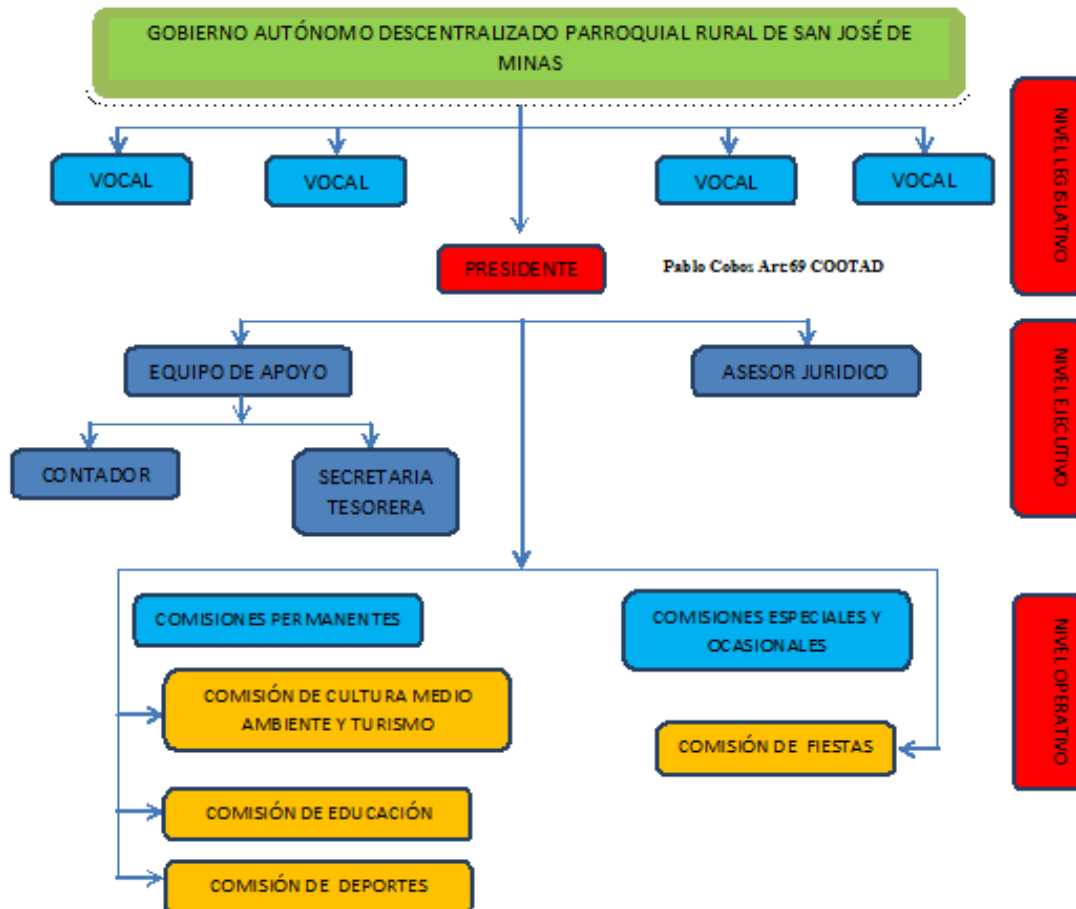 GOBIERNO AUTÓNOMO DESCENTRALIZADO PARROQUIAL RURAL DE SAN JOSÉ DE
MINAS
VOCAL
VOCAL
VOCAL
VOCAL
NIVEL LEGISLATIVO
PRESIDENTE
Pablo Cobos Art:69 COOTAD
EQUIPO DE APOYO
ASESOR JURIDICO
NIVEL EJECUTIVO
CONTADOR
SECRETARIA
TESORERA
COMISIONES PERMANENTES
COMISIONES ESPECIALES Y
OCASIONALES
NIVEL OPERATIVO
COMISIÓN DE CULTURA MEDIO
AMBIENTE Y TURISMO
COMISIÓN DE FIESTAS
COMISIÓN DE EDUCACIÓN
COMISIÓN DE DEPORTES